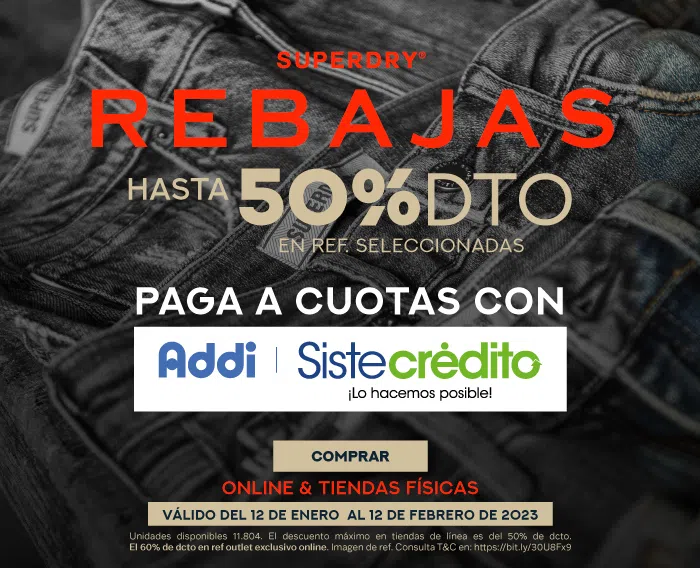 SUPERDRY®
REBAJAS
HASTA 50% DTO
EN REF. SELECCIONADAS
PAGA A CUOTAS CON
Addi | Sistecrédito
¡Lo hacemos posible!
COMPRAR
ONLINE & TIENDAS FÍSICAS
VÁLIDO DEL 12 DE ENERO AL 12 DE FEBRERO DE 2023
Unidades disponibles 11.804. El descuento máximo en tiendas de línea es del 50% de dcto.
El 60% de dcto en ref outlet exclusivo online. Imagen de ref. Consulta T&C en: https://bit.ly/30U8Fx9